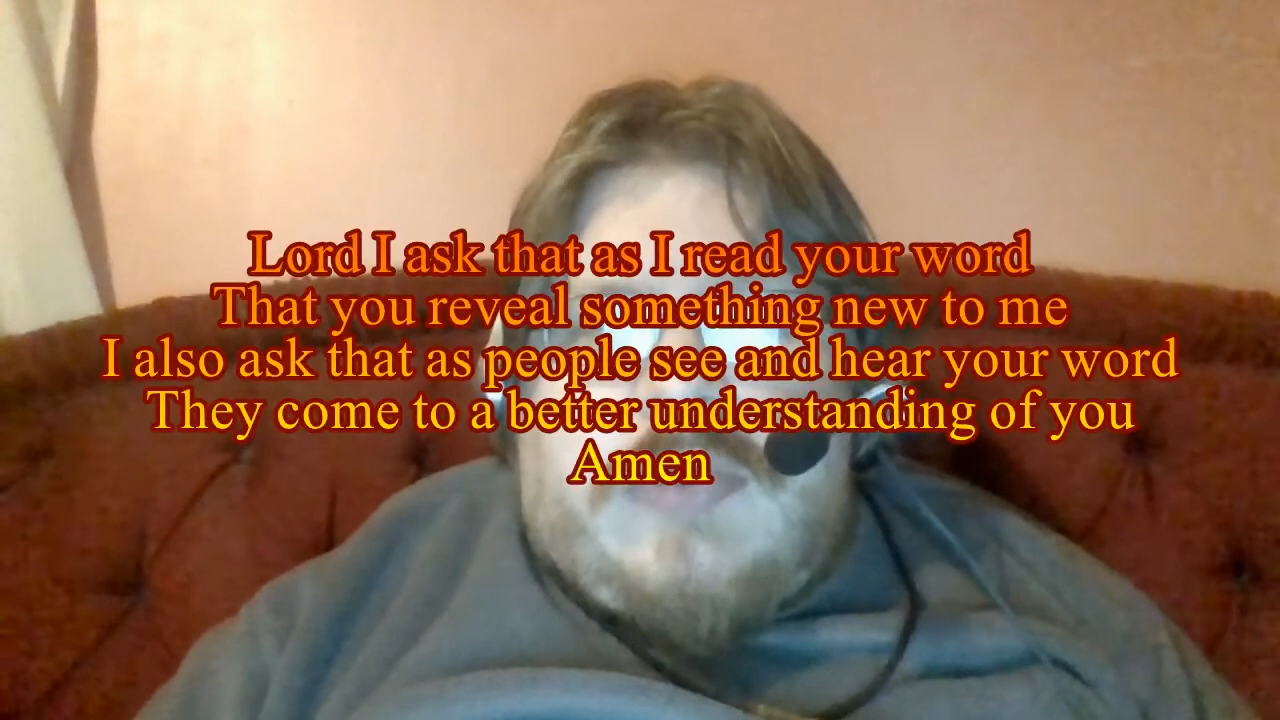 Lord I ask that as I read your word
That you reveal something new to me
I also ask that as people see and hear your word
They come to a better understanding of you
Amen